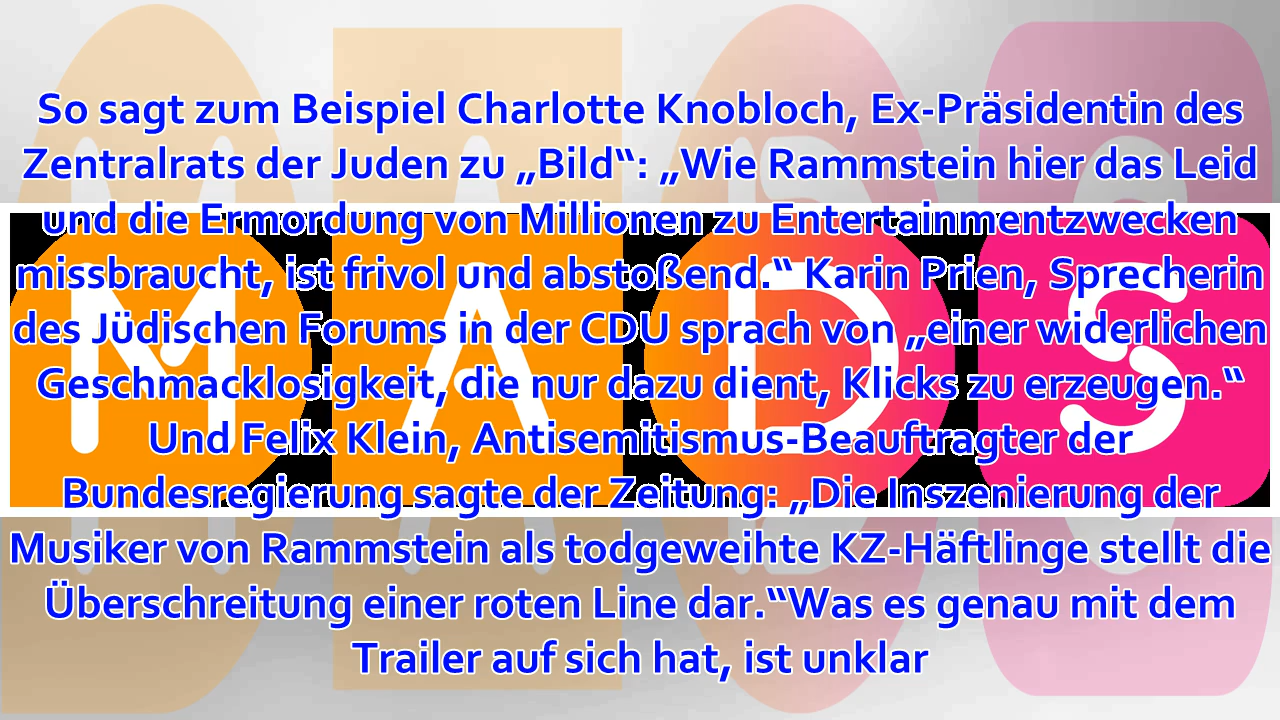 So sagt zum Beispiel Charlotte Knobloch, Ex-Präsidentin des
Zentralrats der Juden zu „Bild“: „Wie Rammstein hier das Leid
und die Ermordung von Millionen zu Entertainmentzwecken
missbraucht, ist frivol und abstoßend.“ Karin Prien, Sprecherin
des Jüdischen Forums in der CDU sprach von „einer widerlichen
Geschmacklosigkeit, die nur dazu dient, Klicks zu erzeugen.“
Und Felix Klein, Antisemitismus-Beauftragter der
Bundesregierung sagte der Zeitung: „Die Inszenierung der
Musiker von Rammstein als todgeweihte KZ-Häftlinge stellt die
Überschreitung einer roten Line dar.“Was es genau mit dem
Trailer auf sich hat, ist unklar
MADS